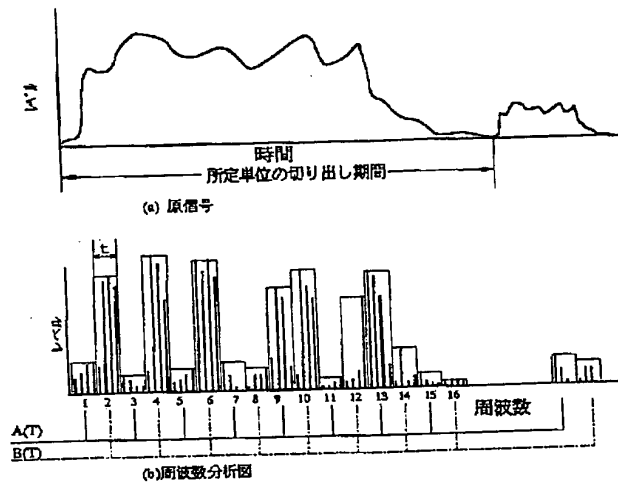 レベル
時間
所定単位の切り出し期間
(a) 原信号
t
レベル
1 2 3 4 5 6 7 8 9 10 11 12 13 14 15 16
周波数
A(T)
B(T)
(b)周波数分析図